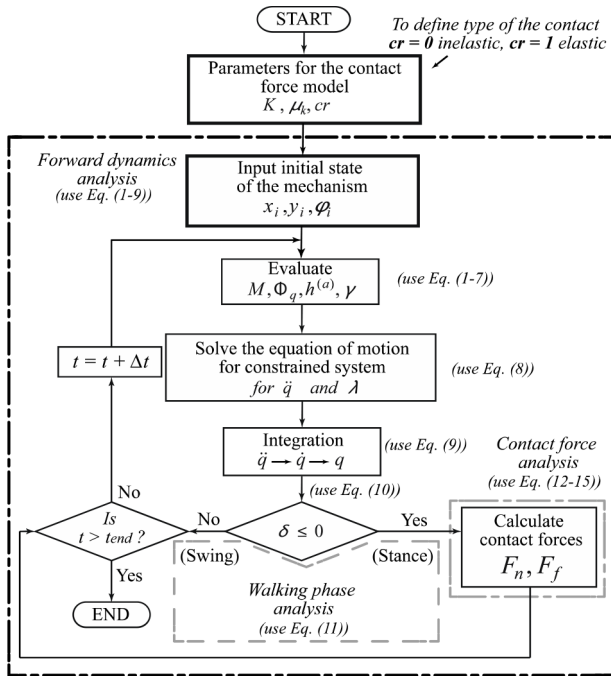 START
To define type of the contact
cr = 0 inelastic, cr = 1 elastic
Parameters for the contact
force model
K , μk, cr
Forward dynamics
analysis
(use Eq. (1-9))
Input initial state
of the mechanism
x i , y i , φi
Evaluate
M , Φq , h(a) , γ
(use Eq. (1-7))
t = t + Δt
Solve the equation of motion
for constrained system
for q̈ and λ
(use Eq. (8))
Integration
q̈ → q̇ → q
(use Eq. (9))
(use Eq. (10))
Contact force
analysis
(use Eq. (12-15))
No
Is
t > tend ?
No
δ ≤ 0
Yes
Calculate
contact forces
Fn , Ff
(Swing)
(Stance)
Yes
Walking phase
analysis
(use Eq. (11))
END